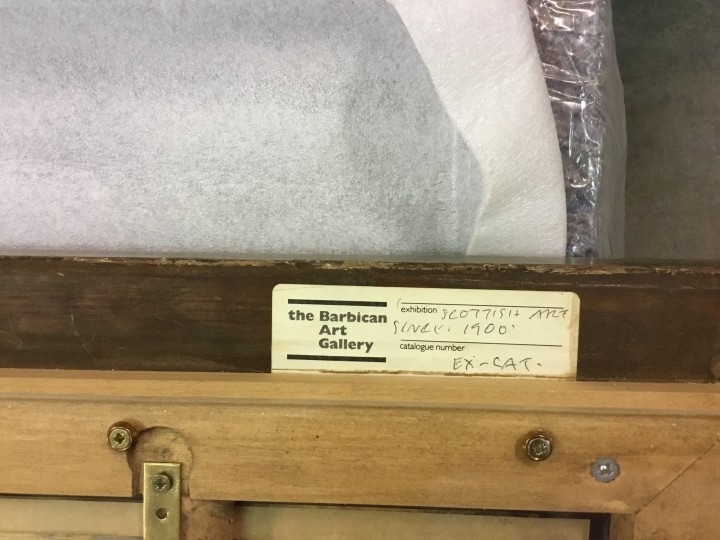 the Barbican
Art
Gallery
exhibition SCOTTISH ART
SINCE 1900'
catalogue number
EX-CAT-